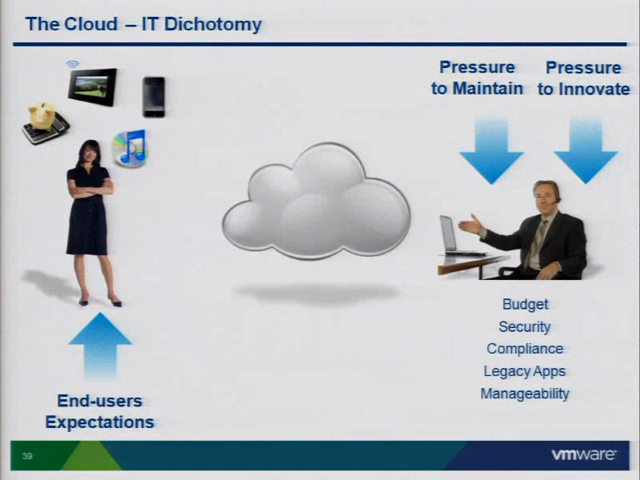 The Cloud – IT Dichotomy
Pressure
to Maintain
Pressure
to Innovate
Budget
Security
Compliance
Legacy Apps
Manageability
End-users
Expectations
39
vmware